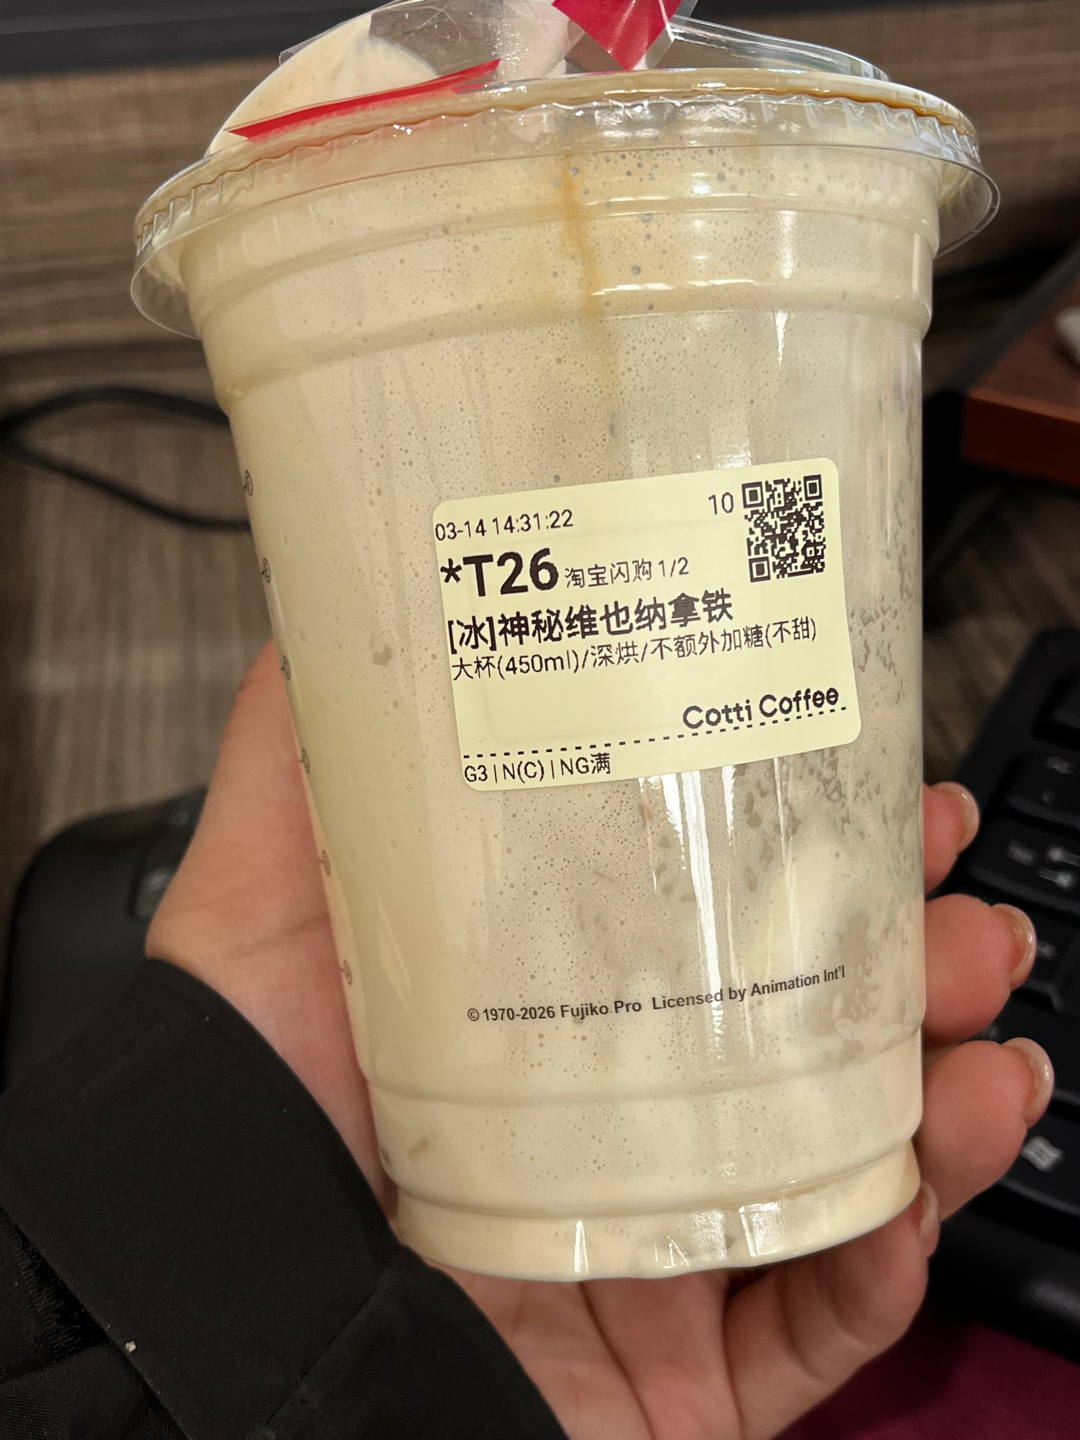 03-14 14:31:22
10
*T26 淘宝闪购 1/2
[冰]神秘维也纳拿铁
大杯(450ml)/深烘/不额外加糖(不甜)
Cotti Coffee
G3 | N(C) | NG满
© 1970-2026 Fujiko Pro Licensed by Animation Int'l